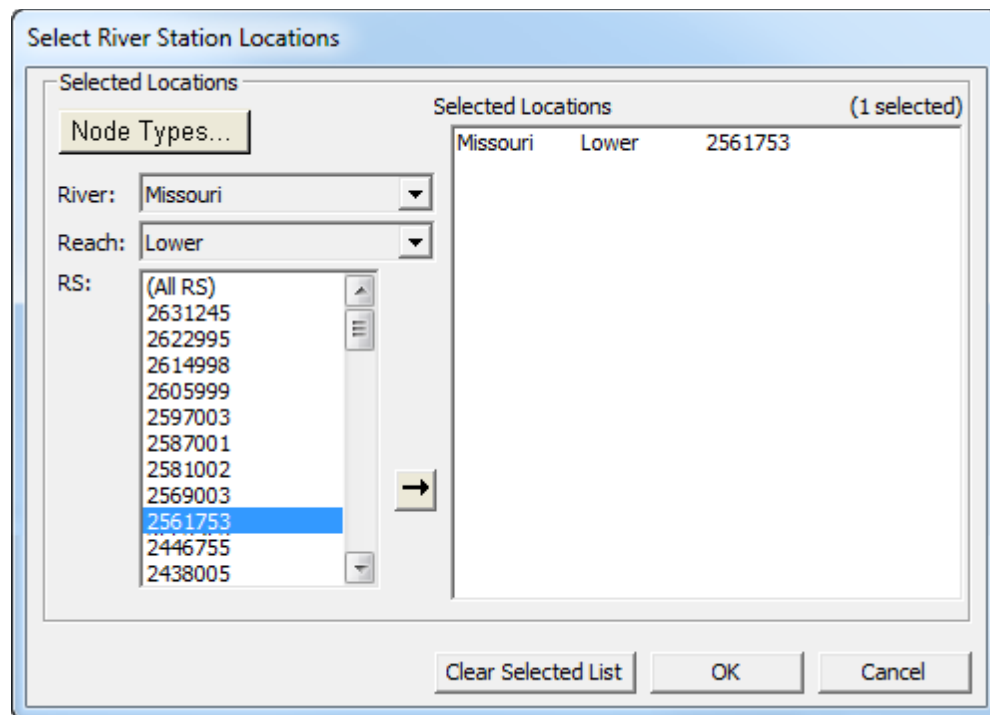 Select River Station Locations
Selected Locations
Node Types...
River: Missouri
Reach: Lower
RS:
(All RS)
2631245
2622995
2614998
2605999
2597003
2587001
2581002
2569003
2561753
2446755
2438005
Selected Locations (1 selected)
Missouri Lower 2561753
Clear Selected List OK Cancel